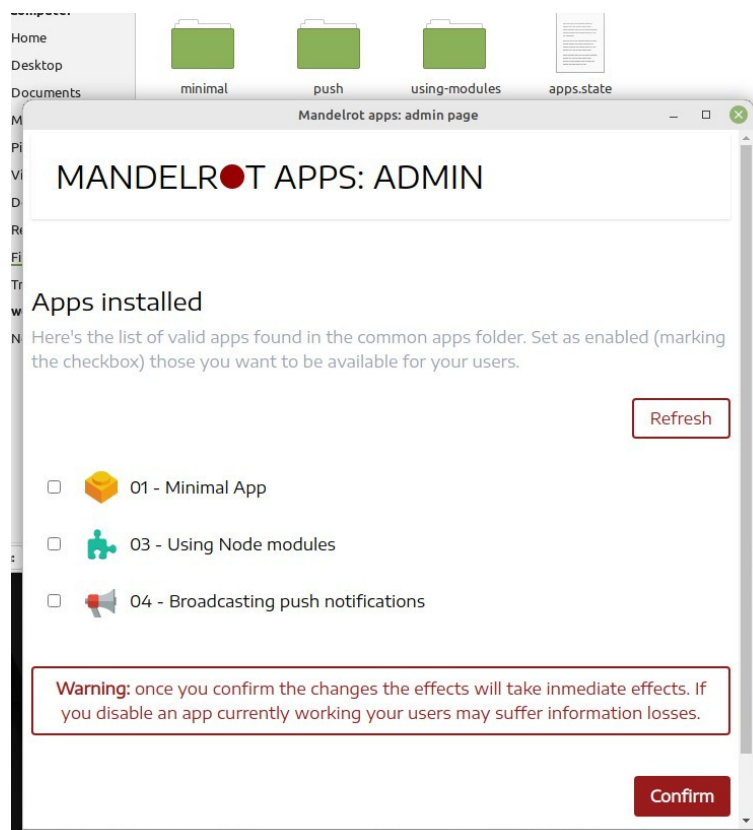 Home
Desktop
Documents
minimal
push
using-modules
apps.state
Mandelrot apps: admin page
MANDELR●T APPS: ADMIN
Apps installed
Here's the list of valid apps found in the common apps folder. Set as enabled (marking
the checkbox) those you want to be available for your users.
Refresh
01 - Minimal App
03 - Using Node modules
04 - Broadcasting push notifications
Warning: once you confirm the changes the effects will take inmediate effects. If
you disable an app currently working your users may suffer information losses.
Confirm